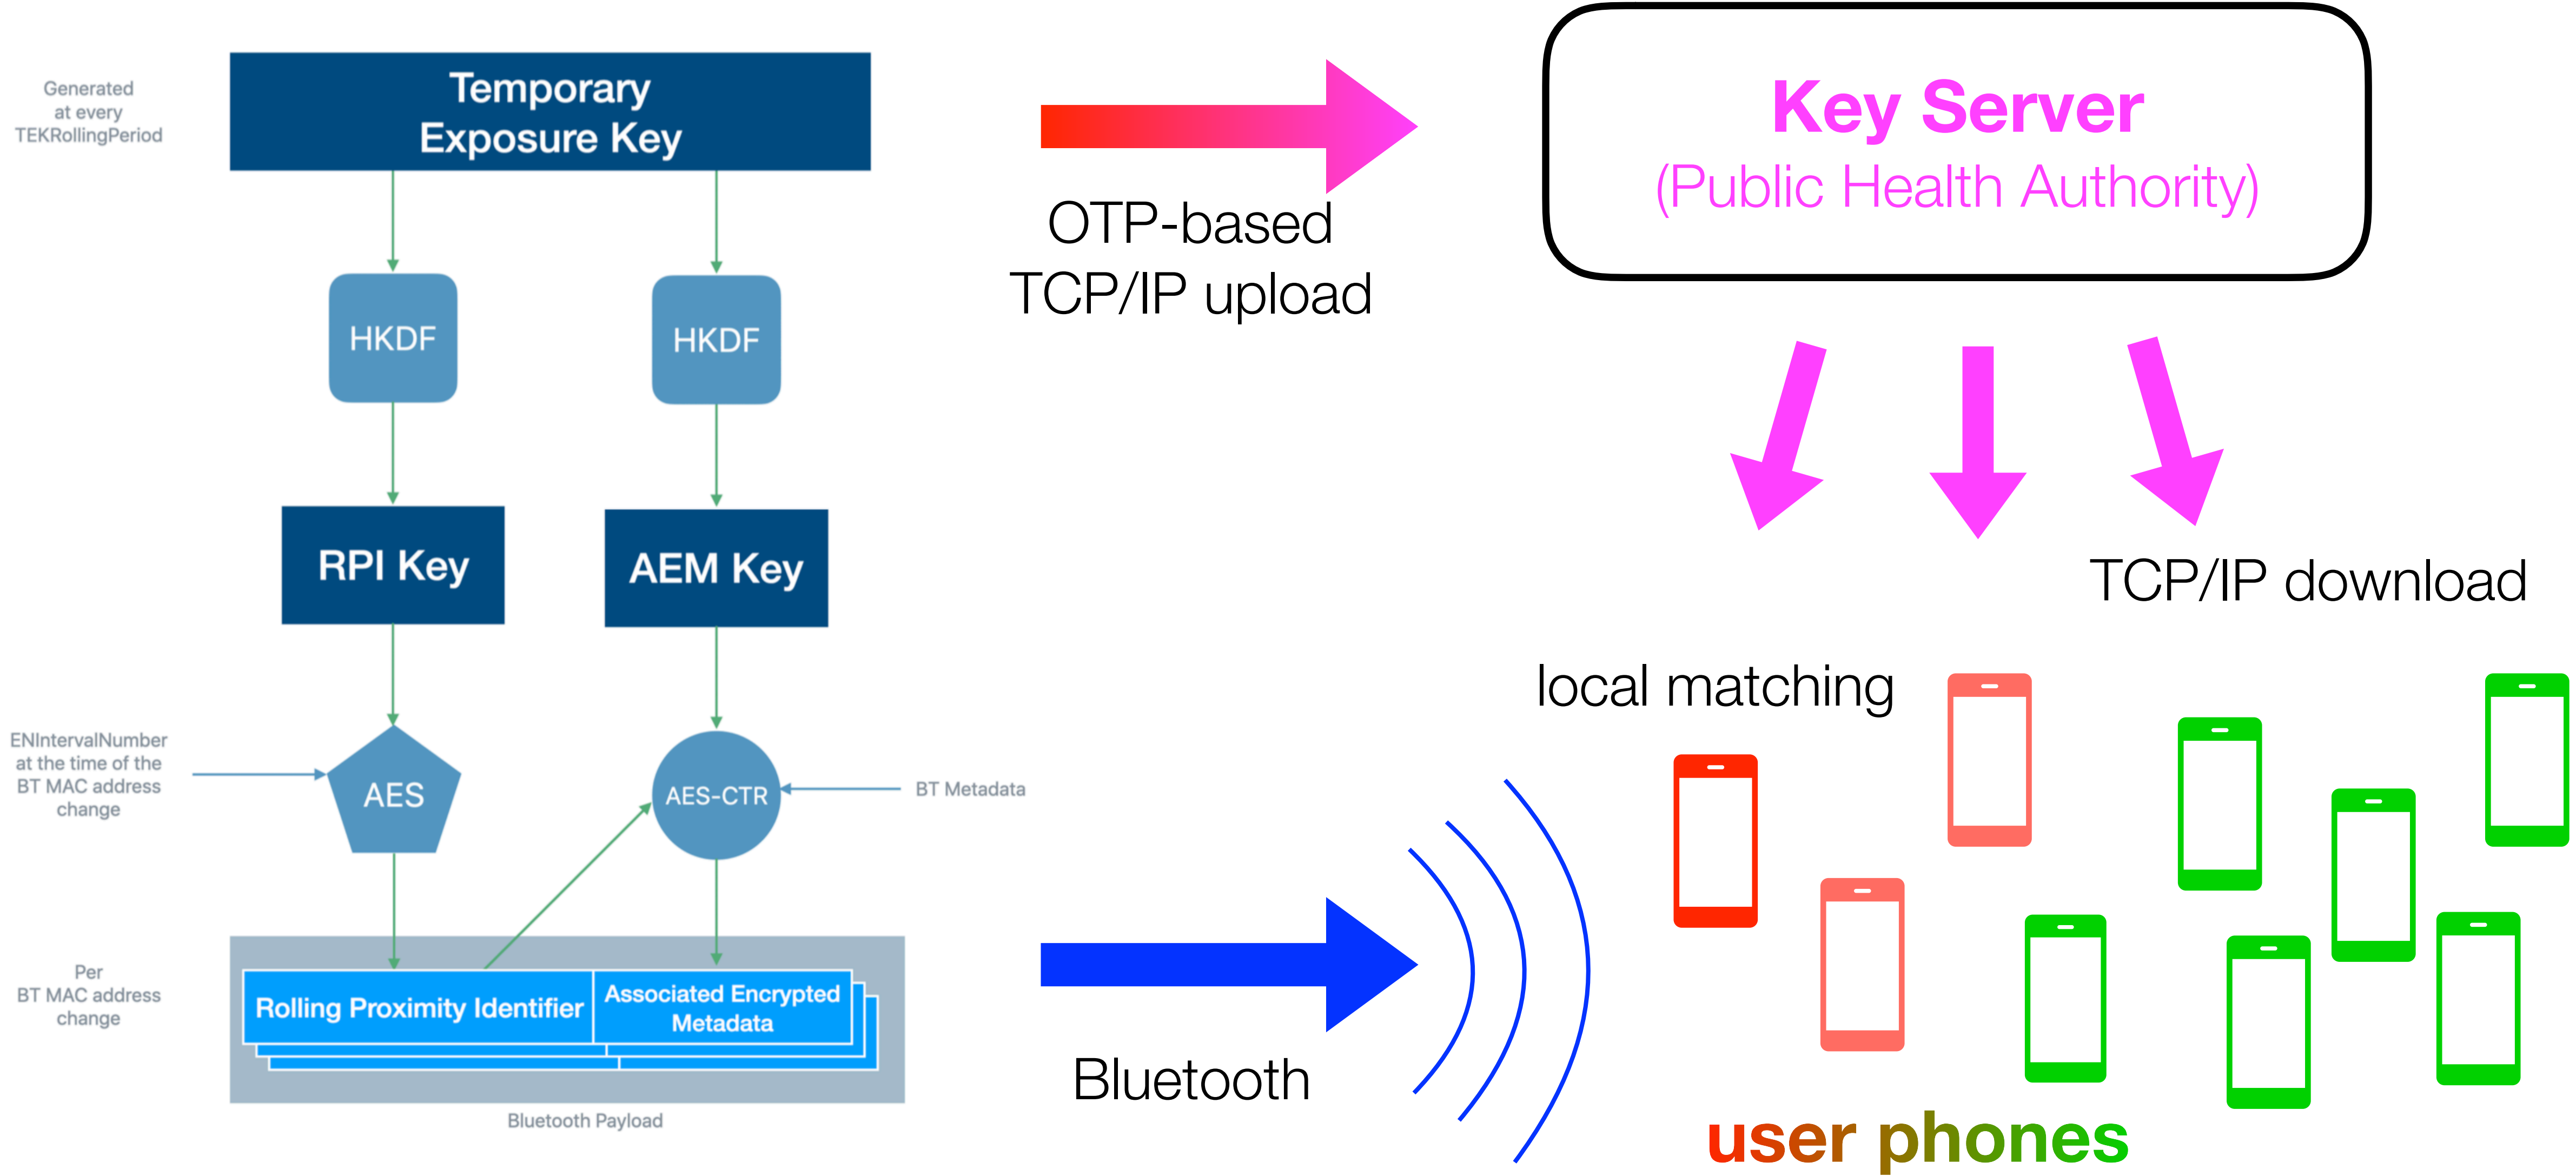 Generated
at every
TEKRollingPeriod
Temporary
Exposure Key
HKDF
HKDF
RPI Key
AEM Key
ENIntervalNumber
at the time of the
BT MAC address
change
AES
AES-CTR
BT Metadata
Per
BT MAC address
change
Rolling Proximity Identifier
Associated Encrypted
Metadata
Bluetooth Payload
OTP-based
TCP/IP upload
Key Server
(Public Health Authority)
TCP/IP download
local matching
Bluetooth
user phones